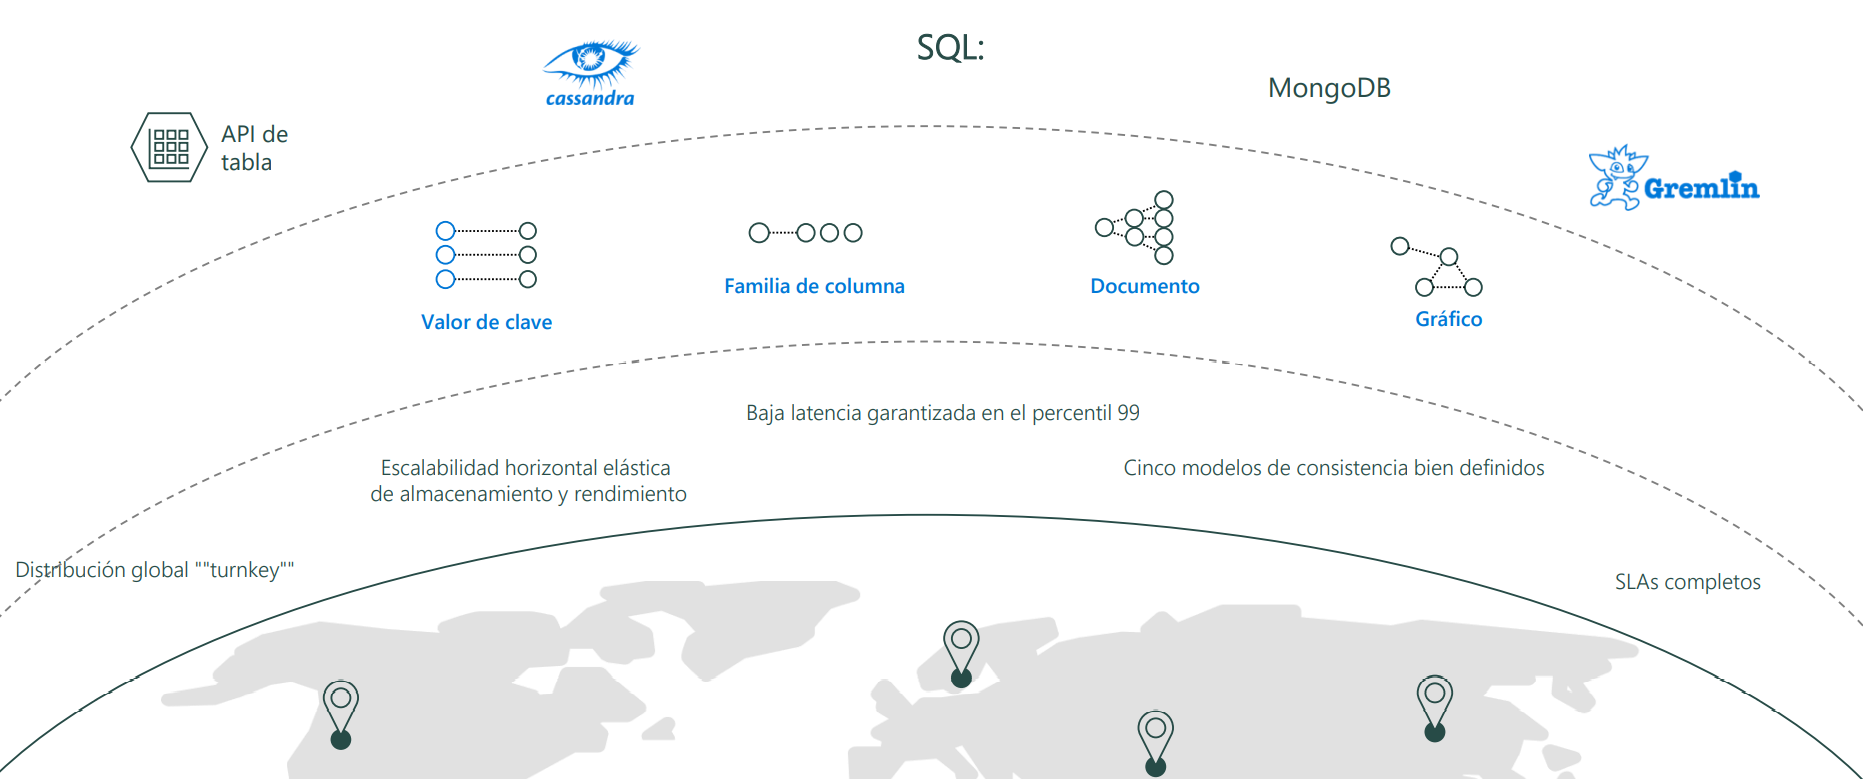 SQL:
cassandra
MongoDB
API de
tabla
Gremlin
Valor de clave
Familia de columna
Documento
Gráfico
Baja latencia garantizada en el percentil 99
Escalabilidad horizontal elástica
de almacenamiento y rendimiento
Cinco modelos de consistencia bien definidos
Distribución global ""turnkey""
SLAs completos